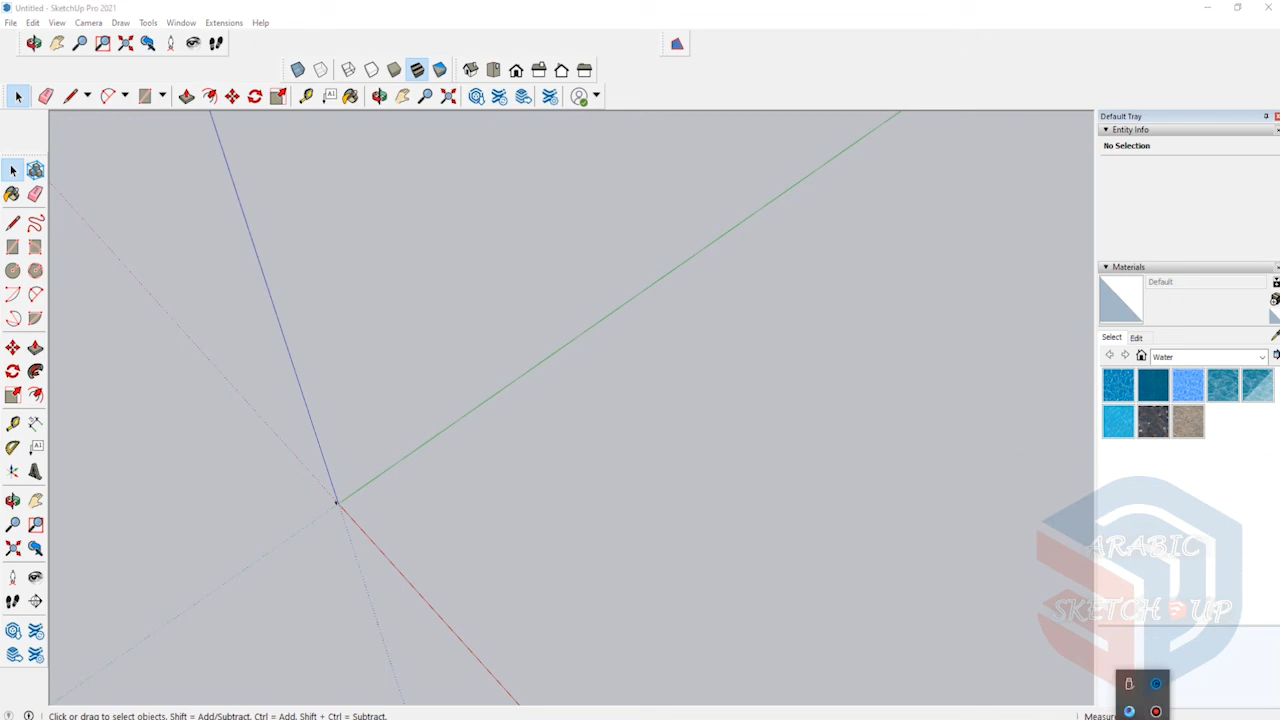 Untitled - SketchUp Pro 2021
File Edit View Camera Draw Tools Window Extensions Help
Default Tray
Entity Info
No Selection
Materials
Default
Select Edit
Water
ARABIC
SKETCH UP
Click or drag to select objects. Shift = Add/Subtract. Ctrl = Add. Shift + Ctrl = Subtract.
Measure